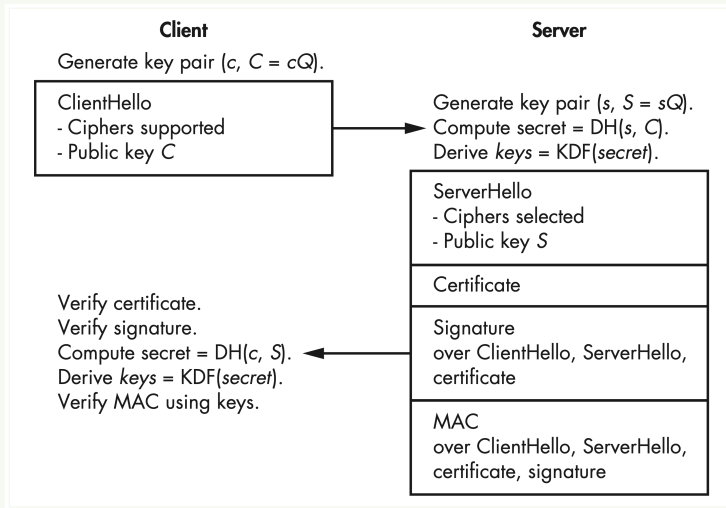 Client
Generate key pair (c, C = cQ).
ClientHello
- Ciphers supported
- Public key C
Server
Generate key pair (s, S = sQ).
Compute secret = DH(s, C).
Derive keys = KDF(secret).
ServerHello
- Ciphers selected
- Public key S
Certificate
Signature
over ClientHello, ServerHello,
certificate
MAC
over ClientHello, ServerHello,
certificate, signature
Verify certificate.
Verify signature.
Compute secret = DH(c, S).
Derive keys = KDF(secret).
Verify MAC using keys.